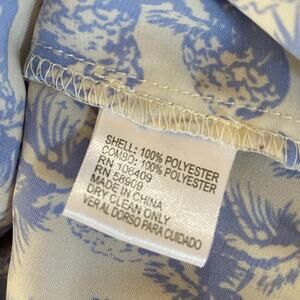 SHELL: 100% POLYESTER
COMBO: 100% POLYESTER
RN 106409
RN 58909
MADE IN CHINA
DRY CLEAN ONLY
VER AL DORSO PARA CUIDADO